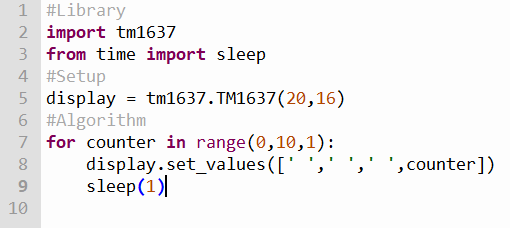 1 #Library
2 import tm1637
3 from time import sleep
4 #Setup
5 display = tm1637.TM1637(20,16)
6 #Algorithm
7 for counter in range(0,10,1):
8     display.set_values([' ',' ',' ',counter])
9     sleep(1)
10